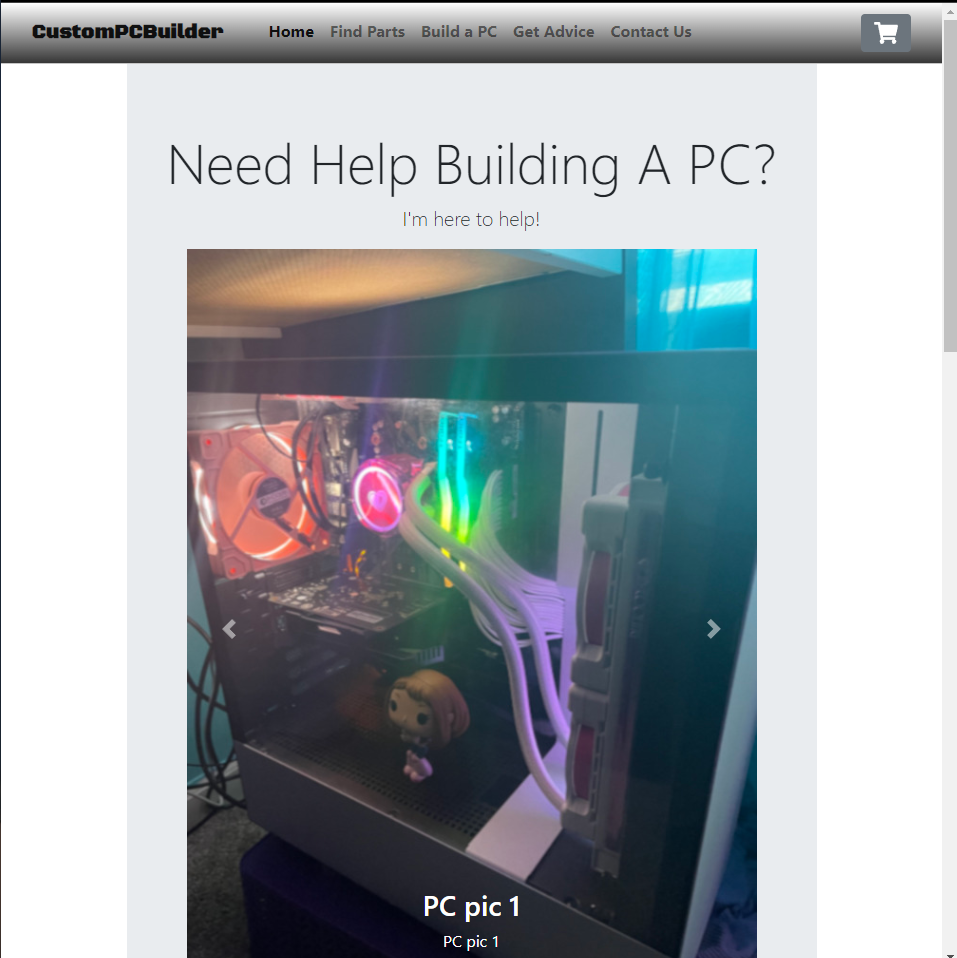 CustomPCBuilder Home Find Parts Build a PC Get Advice Contact Us
Need Help Building A PC?
I'm here to help!
PC pic 1
PC pic 1